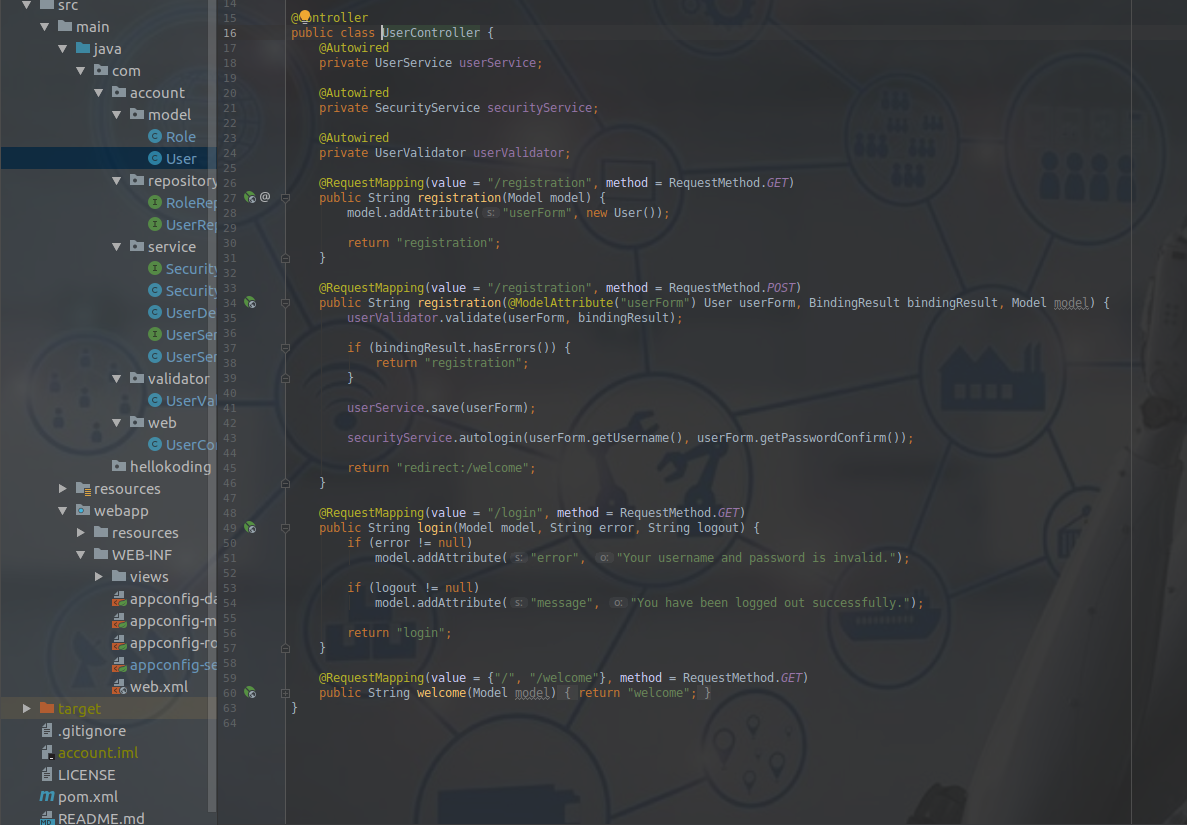 src
main
java
com
account
model
Role
User
repository
RoleRep
UserRep
service
Security
Security
UserDe
UserSer
UserSer
validator
UserVa
web
UserCo
hellokoding
resources
webapp
resources
WEB-INF
views
appconfig-da
appconfig-m
appconfig-ro
appconfig-se
web.xml
target
.gitignore
account.iml
LICENSE
pom.xml
README.md
14
15 @Controller
16 public class UserController {
17 @Autowired
18 private UserService userService;
19
20 @Autowired
21 private SecurityService securityService;
22
23 @Autowired
24 private UserValidator userValidator;
25
26 @RequestMapping(value = "/registration", method = RequestMethod.GET)
27 @ public String registration(Model model) {
28 model.addAttribute( s: "userForm", new User());
29
30 return "registration";
31 }
32
33 @RequestMapping(value = "/registration", method = RequestMethod.POST)
34 public String registration(@ModelAttribute("userForm") User userForm, BindingResult bindingResult, Model model) {
35 userValidator.validate(userForm, bindingResult);
36
37 if (bindingResult.hasErrors()) {
38 return "registration";
39 }
40
41 userService.save(userForm);
42
43 securityService.autologin(userForm.getUsername(), userForm.getPasswordConfirm());
44
45 return "redirect:/welcome";
46 }
47
48 @RequestMapping(value = "/login", method = RequestMethod.GET)
49 public String login(Model model, String error, String logout) {
50 if (error != null)
51 model.addAttribute( s: "error", o: "Your username and password is invalid.");
52
53 if (logout != null)
54 model.addAttribute( s: "message", o: "You have been logged out successfully.");
55
56 return "login";
57 }
58
59 @RequestMapping(value = {"/", "/welcome"}, method = RequestMethod.GET)
60 public String welcome(Model model) { return "welcome"; }
63 }
64